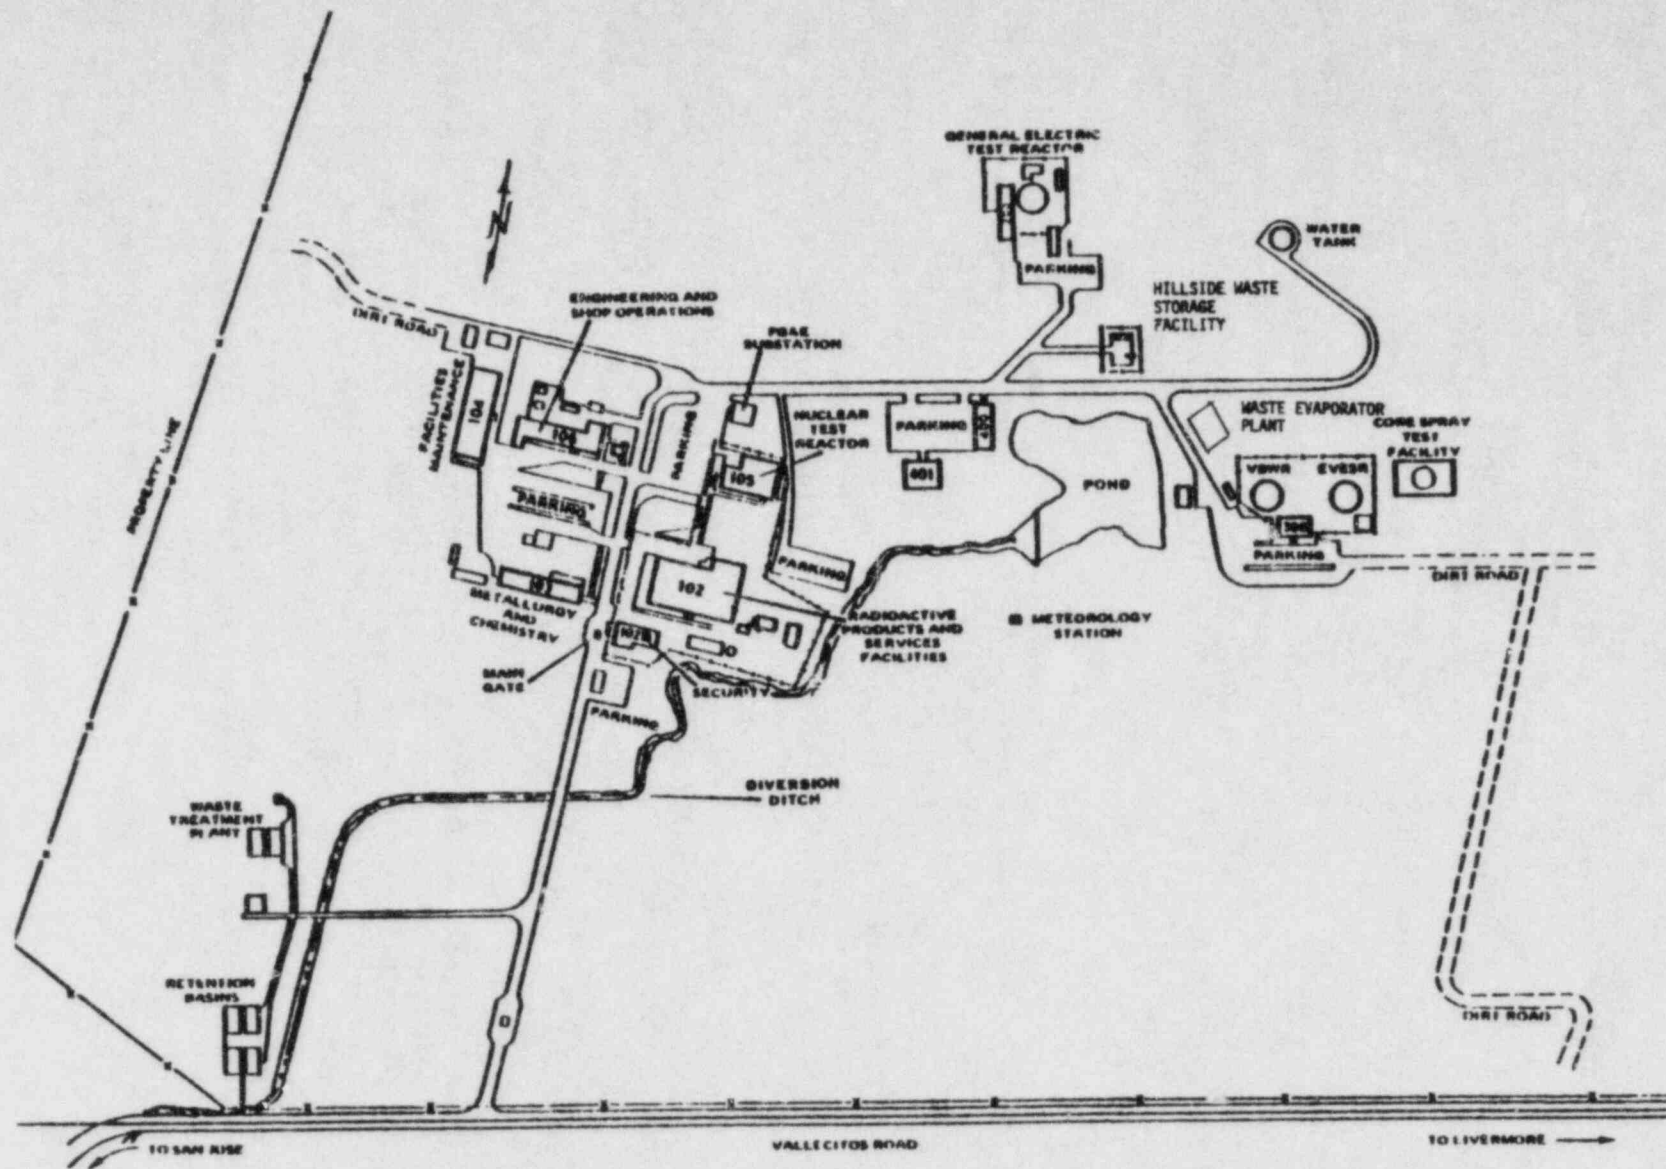 GENERAL ELECTRIC
TEST REACTOR
WATER
TANK
PARKING
HILLSIDE WASTE
STORAGE
FACILITY
N
ENGINEERING AND
SHOP OPERATIONS
DIRT ROAD
PG&E
SUBSTATION
FACILITIES
MAINTENANCE
104
106
PARKING
NUCLEAR
TEST
REACTOR
105
PARKING
401
WASTE EVAPORATOR
PLANT
CORE SPRAY
TEST
FACILITY
VBWR
EVESR
POND
PARKING
PROPERTY LINE
PARKING
PARKING
DIRT ROAD
102
METALLURGY
AND
CHEMISTRY
102B
RADIOACTIVE
PRODUCTS AND
SERVICES
FACILITIES
METEOROLOGY
STATION
MAIN
GATE
SECURITY
PARKING
DIVERSION
DITCH
WASTE
TREATMENT
PLANT
RETENTION
BASINS
DIRT ROAD
TO SAN JOSE
VALLECITOS ROAD
TO LIVERMORE